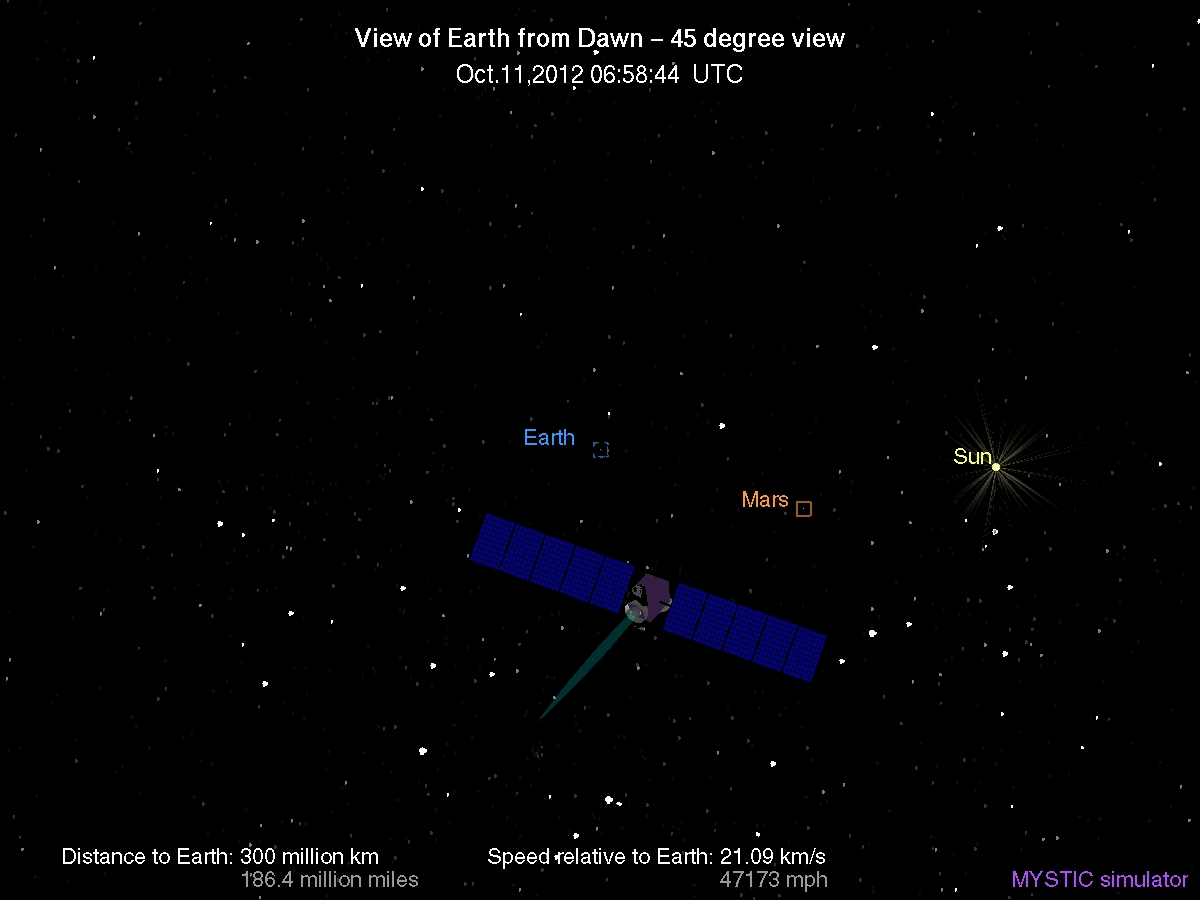 View of Earth from Dawn – 45 degree view
Oct.11,2012 06:58:44 UTC
Earth
Sun
Mars
Distance to Earth: 300 million km
186.4 million miles
Speed relative to Earth: 21.09 km/s
47173 mph
MYSTIC simulator